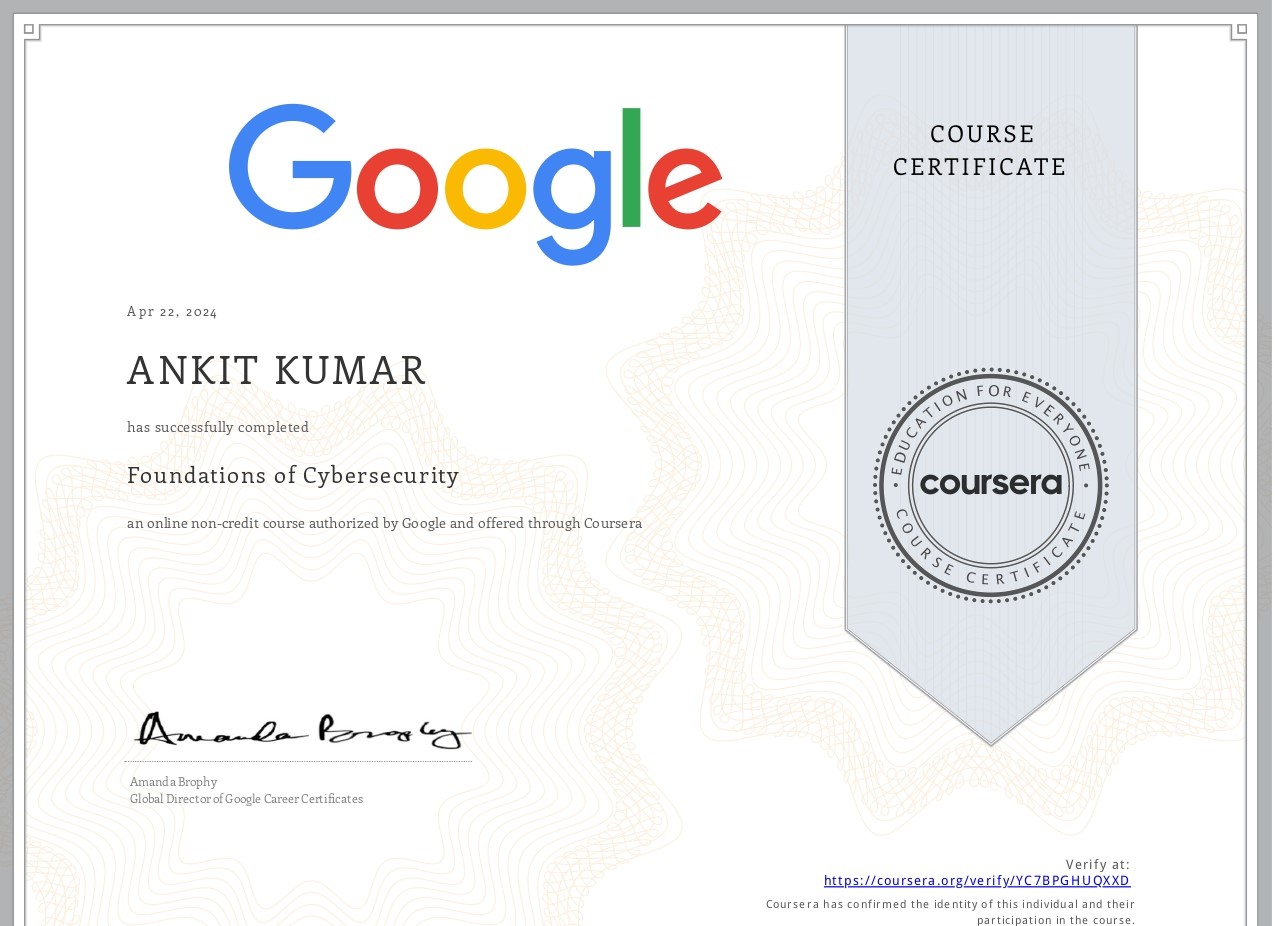 Google
COURSE
CERTIFICATE
Apr 22, 2024
ANKIT KUMAR
has successfully completed
Foundations of Cybersecurity
an online non-credit course authorized by Google and offered through Coursera
EDUCATION FOR EVERYONE
coursera
COURSE CERTIFICATE
Amanda Brophy
Amanda Brophy
Global Director of Google Career Certificates
Verify at:
https://coursera.org/verify/YC7BPGHUQXXD
Coursera has confirmed the identity of this individual and their
participation in the course.